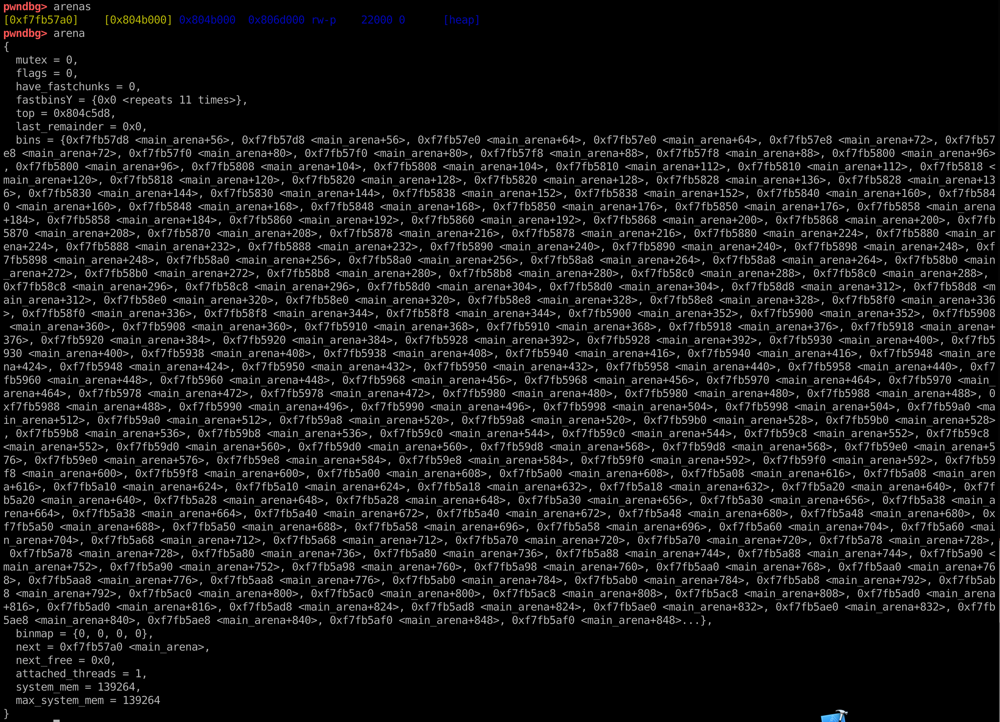 pwndbg> arenas
[0xf7fb57a0]    [0x804b000] 0x804b000  0x806d000 rw-p    22000 0      [heap]
pwndbg> arena
{
  mutex = 0,
  flags = 0,
  have_fastchunks = 0,
  fastbinsY = {0x0 <repeats 11 times>},
  top = 0x804c5d8,
  last_remainder = 0x0,
  bins = {0xf7fb57d8 <main_arena+56>, 0xf7fb57d8 <main_arena+56>, 0xf7fb57e0 <main_arena+64>, 0xf7fb57e0 <main_arena+64>, 0xf7fb57e8 <main_arena+72>, 0xf7fb57
e8 <main_arena+72>, 0xf7fb57f0 <main_arena+80>, 0xf7fb57f0 <main_arena+80>, 0xf7fb57f8 <main_arena+88>, 0xf7fb57f8 <main_arena+88>, 0xf7fb5800 <main_arena+96>
, 0xf7fb5800 <main_arena+96>, 0xf7fb5808 <main_arena+104>, 0xf7fb5808 <main_arena+104>, 0xf7fb5810 <main_arena+112>, 0xf7fb5810 <main_arena+112>, 0xf7fb5818 <
main_arena+120>, 0xf7fb5818 <main_arena+120>, 0xf7fb5820 <main_arena+128>, 0xf7fb5820 <main_arena+128>, 0xf7fb5828 <main_arena+136>, 0xf7fb5828 <main_arena+13
6>, 0xf7fb5830 <main_arena+144>, 0xf7fb5830 <main_arena+144>, 0xf7fb5838 <main_arena+152>, 0xf7fb5838 <main_arena+152>, 0xf7fb5840 <main_arena+160>, 0xf7fb584
0 <main_arena+160>, 0xf7fb5848 <main_arena+168>, 0xf7fb5848 <main_arena+168>, 0xf7fb5850 <main_arena+176>, 0xf7fb5850 <main_arena+176>, 0xf7fb5858 <main_arena
+184>, 0xf7fb5858 <main_arena+184>, 0xf7fb5860 <main_arena+192>, 0xf7fb5860 <main_arena+192>, 0xf7fb5868 <main_arena+200>, 0xf7fb5868 <main_arena+200>, 0xf7fb
5870 <main_arena+208>, 0xf7fb5870 <main_arena+208>, 0xf7fb5878 <main_arena+216>, 0xf7fb5878 <main_arena+216>, 0xf7fb5880 <main_arena+224>, 0xf7fb5880 <main_ar
ena+224>, 0xf7fb5888 <main_arena+232>, 0xf7fb5888 <main_arena+232>, 0xf7fb5890 <main_arena+240>, 0xf7fb5890 <main_arena+240>, 0xf7fb5898 <main_arena+248>, 0xf
7fb5898 <main_arena+248>, 0xf7fb58a0 <main_arena+256>, 0xf7fb58a0 <main_arena+256>, 0xf7fb58a8 <main_arena+264>, 0xf7fb58a8 <main_arena+264>, 0xf7fb58b0 <main
_arena+272>, 0xf7fb58b0 <main_arena+272>, 0xf7fb58b8 <main_arena+280>, 0xf7fb58b8 <main_arena+280>, 0xf7fb58c0 <main_arena+288>, 0xf7fb58c0 <main_arena+288>,
0xf7fb58c8 <main_arena+296>, 0xf7fb58c8 <main_arena+296>, 0xf7fb58d0 <main_arena+304>, 0xf7fb58d0 <main_arena+304>, 0xf7fb58d8 <main_arena+312>, 0xf7fb58d8 <m
ain_arena+312>, 0xf7fb58e0 <main_arena+320>, 0xf7fb58e0 <main_arena+320>, 0xf7fb58e8 <main_arena+328>, 0xf7fb58e8 <main_arena+328>, 0xf7fb58f0 <main_arena+336
>, 0xf7fb58f0 <main_arena+336>, 0xf7fb58f8 <main_arena+344>, 0xf7fb58f8 <main_arena+344>, 0xf7fb5900 <main_arena+352>, 0xf7fb5900 <main_arena+352>, 0xf7fb5908
 <main_arena+360>, 0xf7fb5908 <main_arena+360>, 0xf7fb5910 <main_arena+368>, 0xf7fb5910 <main_arena+368>, 0xf7fb5918 <main_arena+376>, 0xf7fb5918 <main_arena+
376>, 0xf7fb5920 <main_arena+384>, 0xf7fb5920 <main_arena+384>, 0xf7fb5928 <main_arena+392>, 0xf7fb5928 <main_arena+392>, 0xf7fb5930 <main_arena+400>, 0xf7fb5
930 <main_arena+400>, 0xf7fb5938 <main_arena+408>, 0xf7fb5938 <main_arena+408>, 0xf7fb5940 <main_arena+416>, 0xf7fb5940 <main_arena+416>, 0xf7fb5948 <main_are
na+424>, 0xf7fb5948 <main_arena+424>, 0xf7fb5950 <main_arena+432>, 0xf7fb5950 <main_arena+432>, 0xf7fb5958 <main_arena+440>, 0xf7fb5958 <main_arena+440>, 0xf7
fb5960 <main_arena+448>, 0xf7fb5960 <main_arena+448>, 0xf7fb5968 <main_arena+456>, 0xf7fb5968 <main_arena+456>, 0xf7fb5970 <main_arena+464>, 0xf7fb5970 <main_
arena+464>, 0xf7fb5978 <main_arena+472>, 0xf7fb5978 <main_arena+472>, 0xf7fb5980 <main_arena+480>, 0xf7fb5980 <main_arena+480>, 0xf7fb5988 <main_arena+488>, 0
xf7fb5988 <main_arena+488>, 0xf7fb5990 <main_arena+496>, 0xf7fb5990 <main_arena+496>, 0xf7fb5998 <main_arena+504>, 0xf7fb5998 <main_arena+504>, 0xf7fb59a0 <ma
in_arena+512>, 0xf7fb59a0 <main_arena+512>, 0xf7fb59a8 <main_arena+520>, 0xf7fb59a8 <main_arena+520>, 0xf7fb59b0 <main_arena+528>, 0xf7fb59b0 <main_arena+528>
, 0xf7fb59b8 <main_arena+536>, 0xf7fb59b8 <main_arena+536>, 0xf7fb59c0 <main_arena+544>, 0xf7fb59c0 <main_arena+544>, 0xf7fb59c8 <main_arena+552>, 0xf7fb59c8
<main_arena+552>, 0xf7fb59d0 <main_arena+560>, 0xf7fb59d0 <main_arena+560>, 0xf7fb59d8 <main_arena+568>, 0xf7fb59d8 <main_arena+568>, 0xf7fb59e0 <main_arena+5
76>, 0xf7fb59e0 <main_arena+576>, 0xf7fb59e8 <main_arena+584>, 0xf7fb59e8 <main_arena+584>, 0xf7fb59f0 <main_arena+592>, 0xf7fb59f0 <main_arena+592>, 0xf7fb59
f8 <main_arena+600>, 0xf7fb59f8 <main_arena+600>, 0xf7fb5a00 <main_arena+608>, 0xf7fb5a00 <main_arena+608>, 0xf7fb5a08 <main_arena+616>, 0xf7fb5a08 <main_aren
a+616>, 0xf7fb5a10 <main_arena+624>, 0xf7fb5a10 <main_arena+624>, 0xf7fb5a18 <main_arena+632>, 0xf7fb5a18 <main_arena+632>, 0xf7fb5a20 <main_arena+640>, 0xf7f
b5a20 <main_arena+640>, 0xf7fb5a28 <main_arena+648>, 0xf7fb5a28 <main_arena+648>, 0xf7fb5a30 <main_arena+656>, 0xf7fb5a30 <main_arena+656>, 0xf7fb5a38 <main_a
rena+664>, 0xf7fb5a38 <main_arena+664>, 0xf7fb5a40 <main_arena+672>, 0xf7fb5a40 <main_arena+672>, 0xf7fb5a48 <main_arena+680>, 0xf7fb5a48 <main_arena+680>, 0x
f7fb5a50 <main_arena+688>, 0xf7fb5a50 <main_arena+688>, 0xf7fb5a58 <main_arena+696>, 0xf7fb5a58 <main_arena+696>, 0xf7fb5a60 <main_arena+704>, 0xf7fb5a60 <mai
n_arena+704>, 0xf7fb5a68 <main_arena+712>, 0xf7fb5a68 <main_arena+712>, 0xf7fb5a70 <main_arena+720>, 0xf7fb5a70 <main_arena+720>, 0xf7fb5a78 <main_arena+728>,
 0xf7fb5a78 <main_arena+728>, 0xf7fb5a80 <main_arena+736>, 0xf7fb5a80 <main_arena+736>, 0xf7fb5a88 <main_arena+744>, 0xf7fb5a88 <main_arena+744>, 0xf7fb5a90 <
main_arena+752>, 0xf7fb5a90 <main_arena+752>, 0xf7fb5a98 <main_arena+760>, 0xf7fb5a98 <main_arena+760>, 0xf7fb5aa0 <main_arena+768>, 0xf7fb5aa0 <main_arena+76
8>, 0xf7fb5aa8 <main_arena+776>, 0xf7fb5aa8 <main_arena+776>, 0xf7fb5ab0 <main_arena+784>, 0xf7fb5ab0 <main_arena+784>, 0xf7fb5ab8 <main_arena+792>, 0xf7fb5ab
8 <main_arena+792>, 0xf7fb5ac0 <main_arena+800>, 0xf7fb5ac0 <main_arena+800>, 0xf7fb5ac8 <main_arena+808>, 0xf7fb5ac8 <main_arena+808>, 0xf7fb5ad0 <main_arena
+816>, 0xf7fb5ad0 <main_arena+816>, 0xf7fb5ad8 <main_arena+824>, 0xf7fb5ad8 <main_arena+824>, 0xf7fb5ae0 <main_arena+832>, 0xf7fb5ae0 <main_arena+832>, 0xf7fb
5ae8 <main_arena+840>, 0xf7fb5ae8 <main_arena+840>, 0xf7fb5af0 <main_arena+848>, 0xf7fb5af0 <main_arena+848>...},
  binmap = {0, 0, 0, 0},
  next = 0xf7fb57a0 <main_arena>,
  next_free = 0x0,
  attached_threads = 1,
  system_mem = 139264,
  max_system_mem = 139264
}